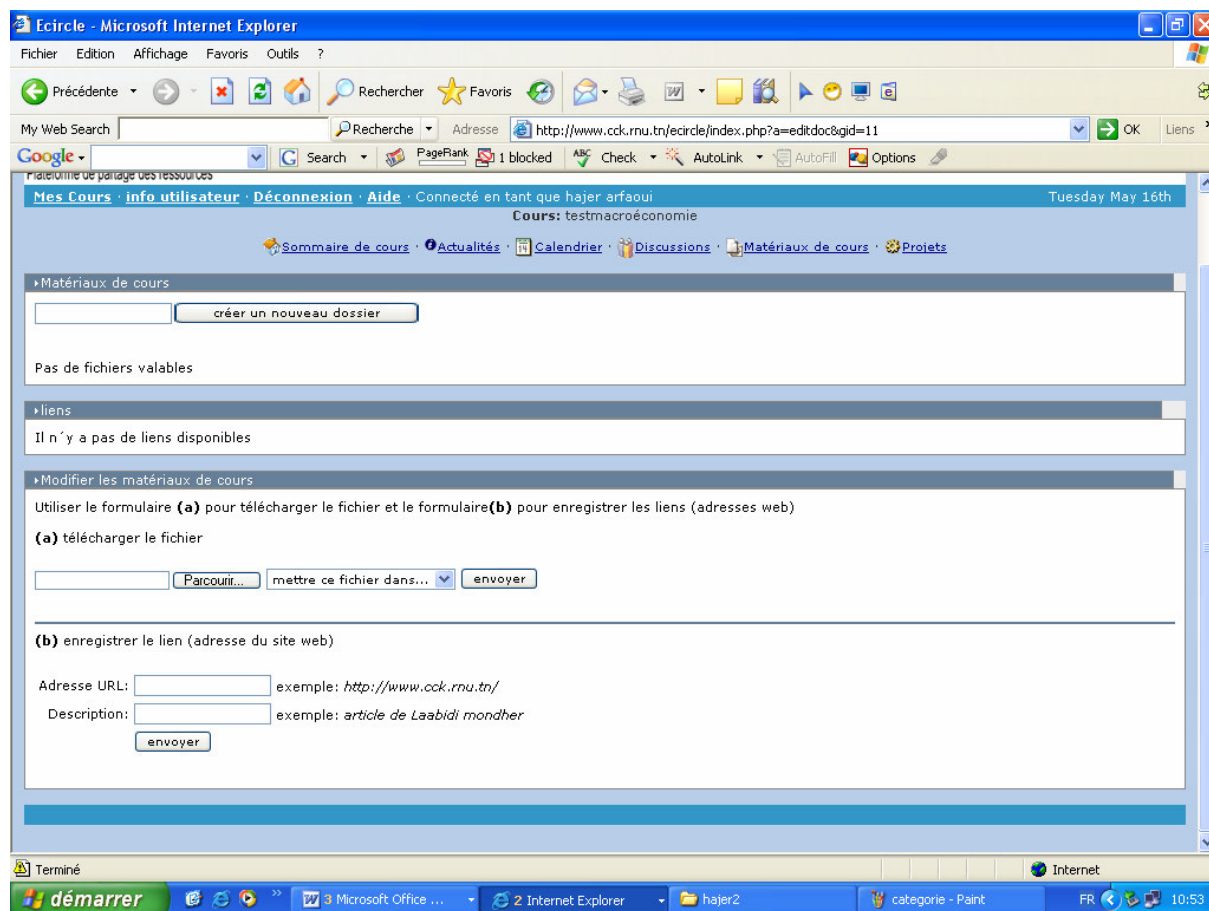 Ecircle - Microsoft Internet Explorer
Fichier Edition Affichage Favoris Outils ?
Précédente Rechercher Favoris
My Web Search Recherche Adresse http://www.cck.rnu.tn/ecircle/index.php?a=editdoc&gid=11 OK Liens
Google Search PageRank 1 blocked ABC Check AutoLink AutoFill Options
Plateforme de partage des ressources
Mes Cours · info utilisateur · Déconnexion · Aide · Connecté en tant que hajer arfaoui Tuesday May 16th
Cours: testmacroéconomie
Sommaire de cours · Actualités · Calendrier · Discussions · Matériaux de cours · Projets
Matériaux de cours
créer un nouveau dossier
Pas de fichiers valables
liens
Il n´y a pas de liens disponibles
Modifier les matériaux de cours
Utiliser le formulaire (a) pour télécharger le fichier et le formulaire(b) pour enregistrer les liens (adresses web)
(a) télécharger le fichier
Parcourir... mettre ce fichier dans... envoyer
(b) enregistrer le lien (adresse du site web)
Adresse URL: exemple: http://www.cck.rnu.tn/
Description: exemple: article de Laabidi mondher
envoyer
Terminé Internet
démarrer 3 Microsoft Office ... 2 Internet Explorer hajer2 categorie - Paint FR 10:53